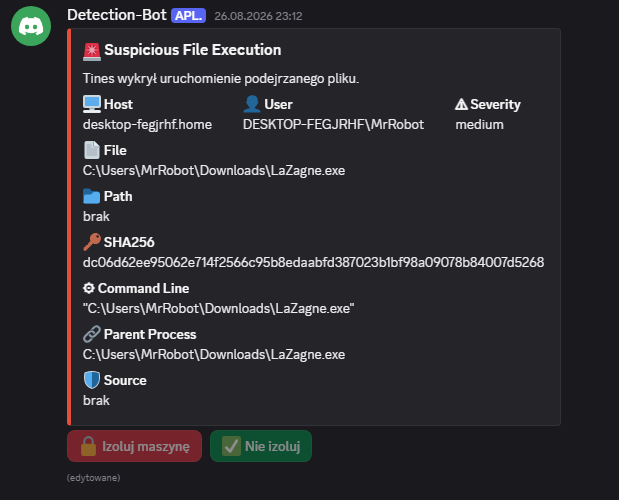 Detection-Bot APL. 26.08.2026 23:12
Suspicious File Execution
Tines wykrył uruchomienie podejrzanego pliku.
Host User Severity
desktop-fegjrhf.home DESKTOP-FEGJRHF\MrRobot medium
File
C:\Users\MrRobot\Downloads\LaZagne.exe
Path
brak
SHA256
dc06d62ee95062e714f2566c95b8edaabfd387023b1bf98a09078b84007d5268
Command Line
"C:\Users\MrRobot\Downloads\LaZagne.exe"
Parent Process
C:\Users\MrRobot\Downloads\LaZagne.exe
Source
brak
Izoluj maszynę Nie izoluj
(edytowane)